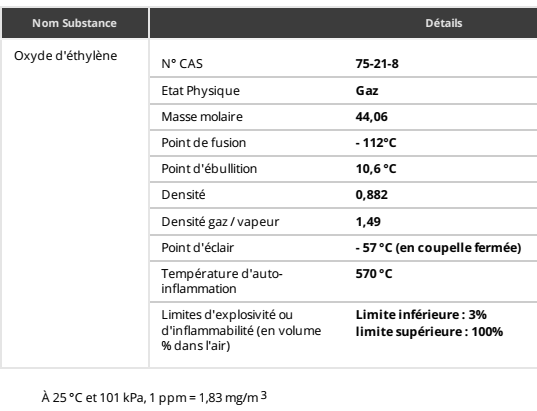 Nom Substance Détails
Oxyde d'éthylène
N° CAS 75-21-8
Etat Physique Gaz
Masse molaire 44,06
Point de fusion - 112°C
Point d'ébullition 10,6 °C
Densité 0,882
Densité gaz / vapeur 1,49
Point d'éclair - 57 °C (en coupelle fermée)
Température d'auto- 570 °C
inflammation
Limites d'explosivité ou Limite inférieure : 3%
d'inflammabilité (en volume limite supérieure : 100%
% dans l'air)
À 25 °C et 101 kPa, 1 ppm = 1,83 mg/m 3